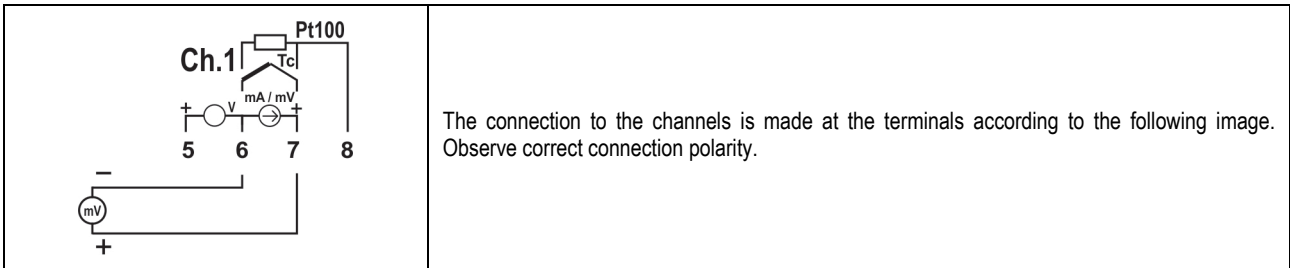 Pt100
Ch.1
Tc
mA / mV
+ V +
5 6 7 8
−
mV
+
The connection to the channels is made at the terminals according to the following image.
Observe correct connection polarity.